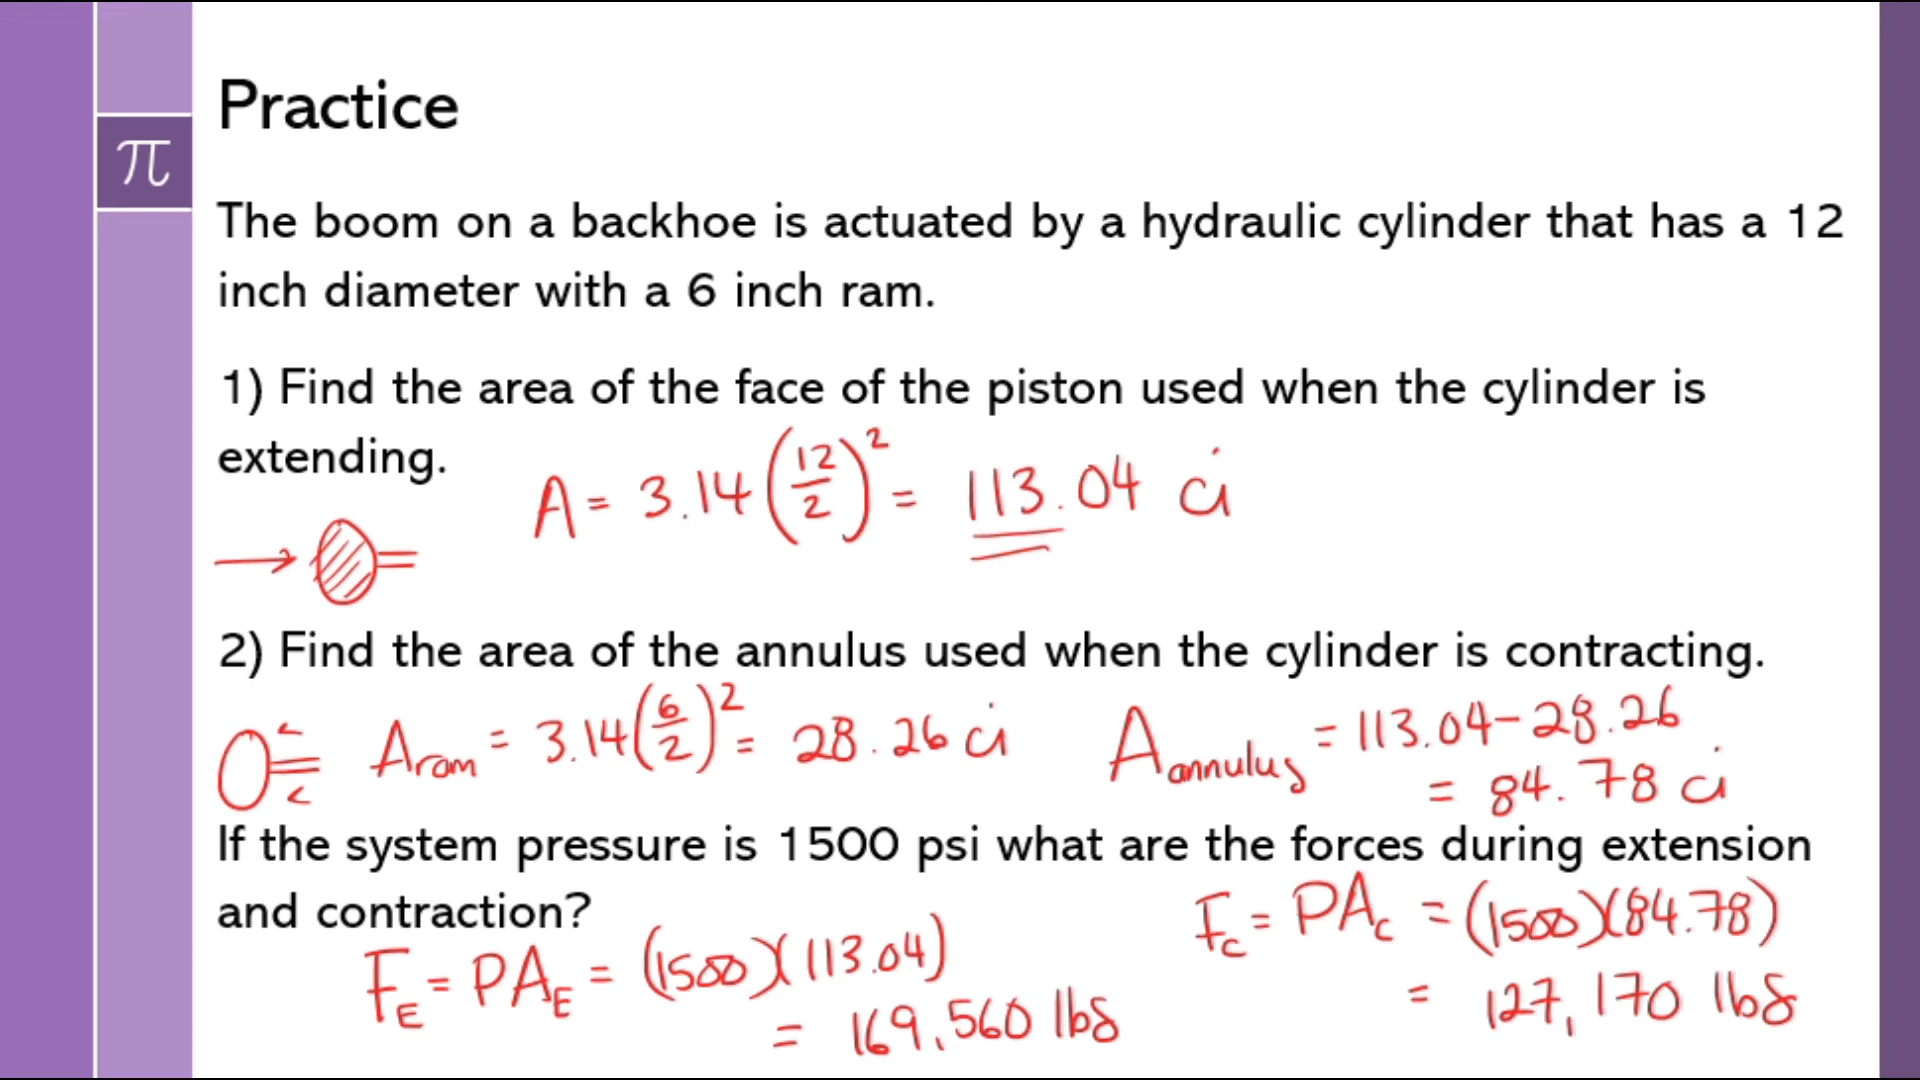 Practice
π
The boom on a backhoe is actuated by a hydraulic cylinder that has a 12
inch diameter with a 6 inch ram.
1) Find the area of the face of the piston used when the cylinder is
extending.
A = 3.14 (12/2)² = 113.04 ci
2) Find the area of the annulus used when the cylinder is contracting.
A ram = 3.14 (6/2)² = 28.26 ci
A annulus = 113.04 - 28.26
= 84.78 ci
If the system pressure is 1500 psi what are the forces during extension
and contraction?
F_E = PA_E = (1500)(113.04)
= 169,560 lbs
F_C = PA_C = (1500)(84.78)
= 127,170 lbs